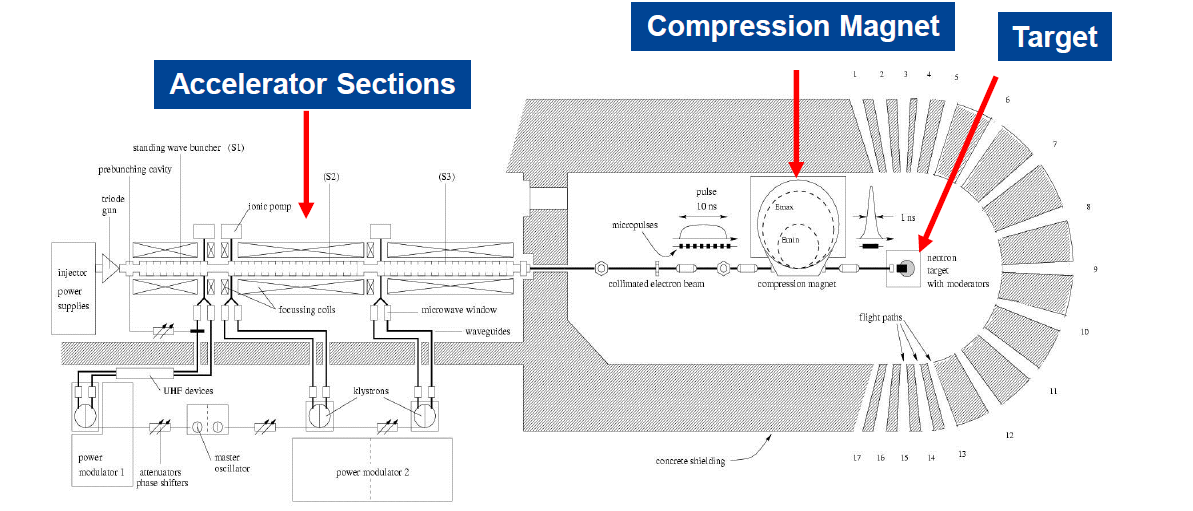 Compression Magnet
Target
Accelerator Sections
1
2
3
4
5
6
7
8
9
10
11
12
13
14
15
16
17
standing wave buncher (S1)
prebunching cavity
(S2)
(S3)
triode
gun
ionic pump
injector
power
supplies
focussing coils
microwave window
waveguides
UHF devices
klystrons
power
modulator 1
attenuators
phase shifters
master
oscillator
power modulator 2
pulse
10 ns
micropulses
Emax
Emin
1 ns
collimated electron beam
compression magnet
neutron
target
with moderators
flight paths
concrete shielding